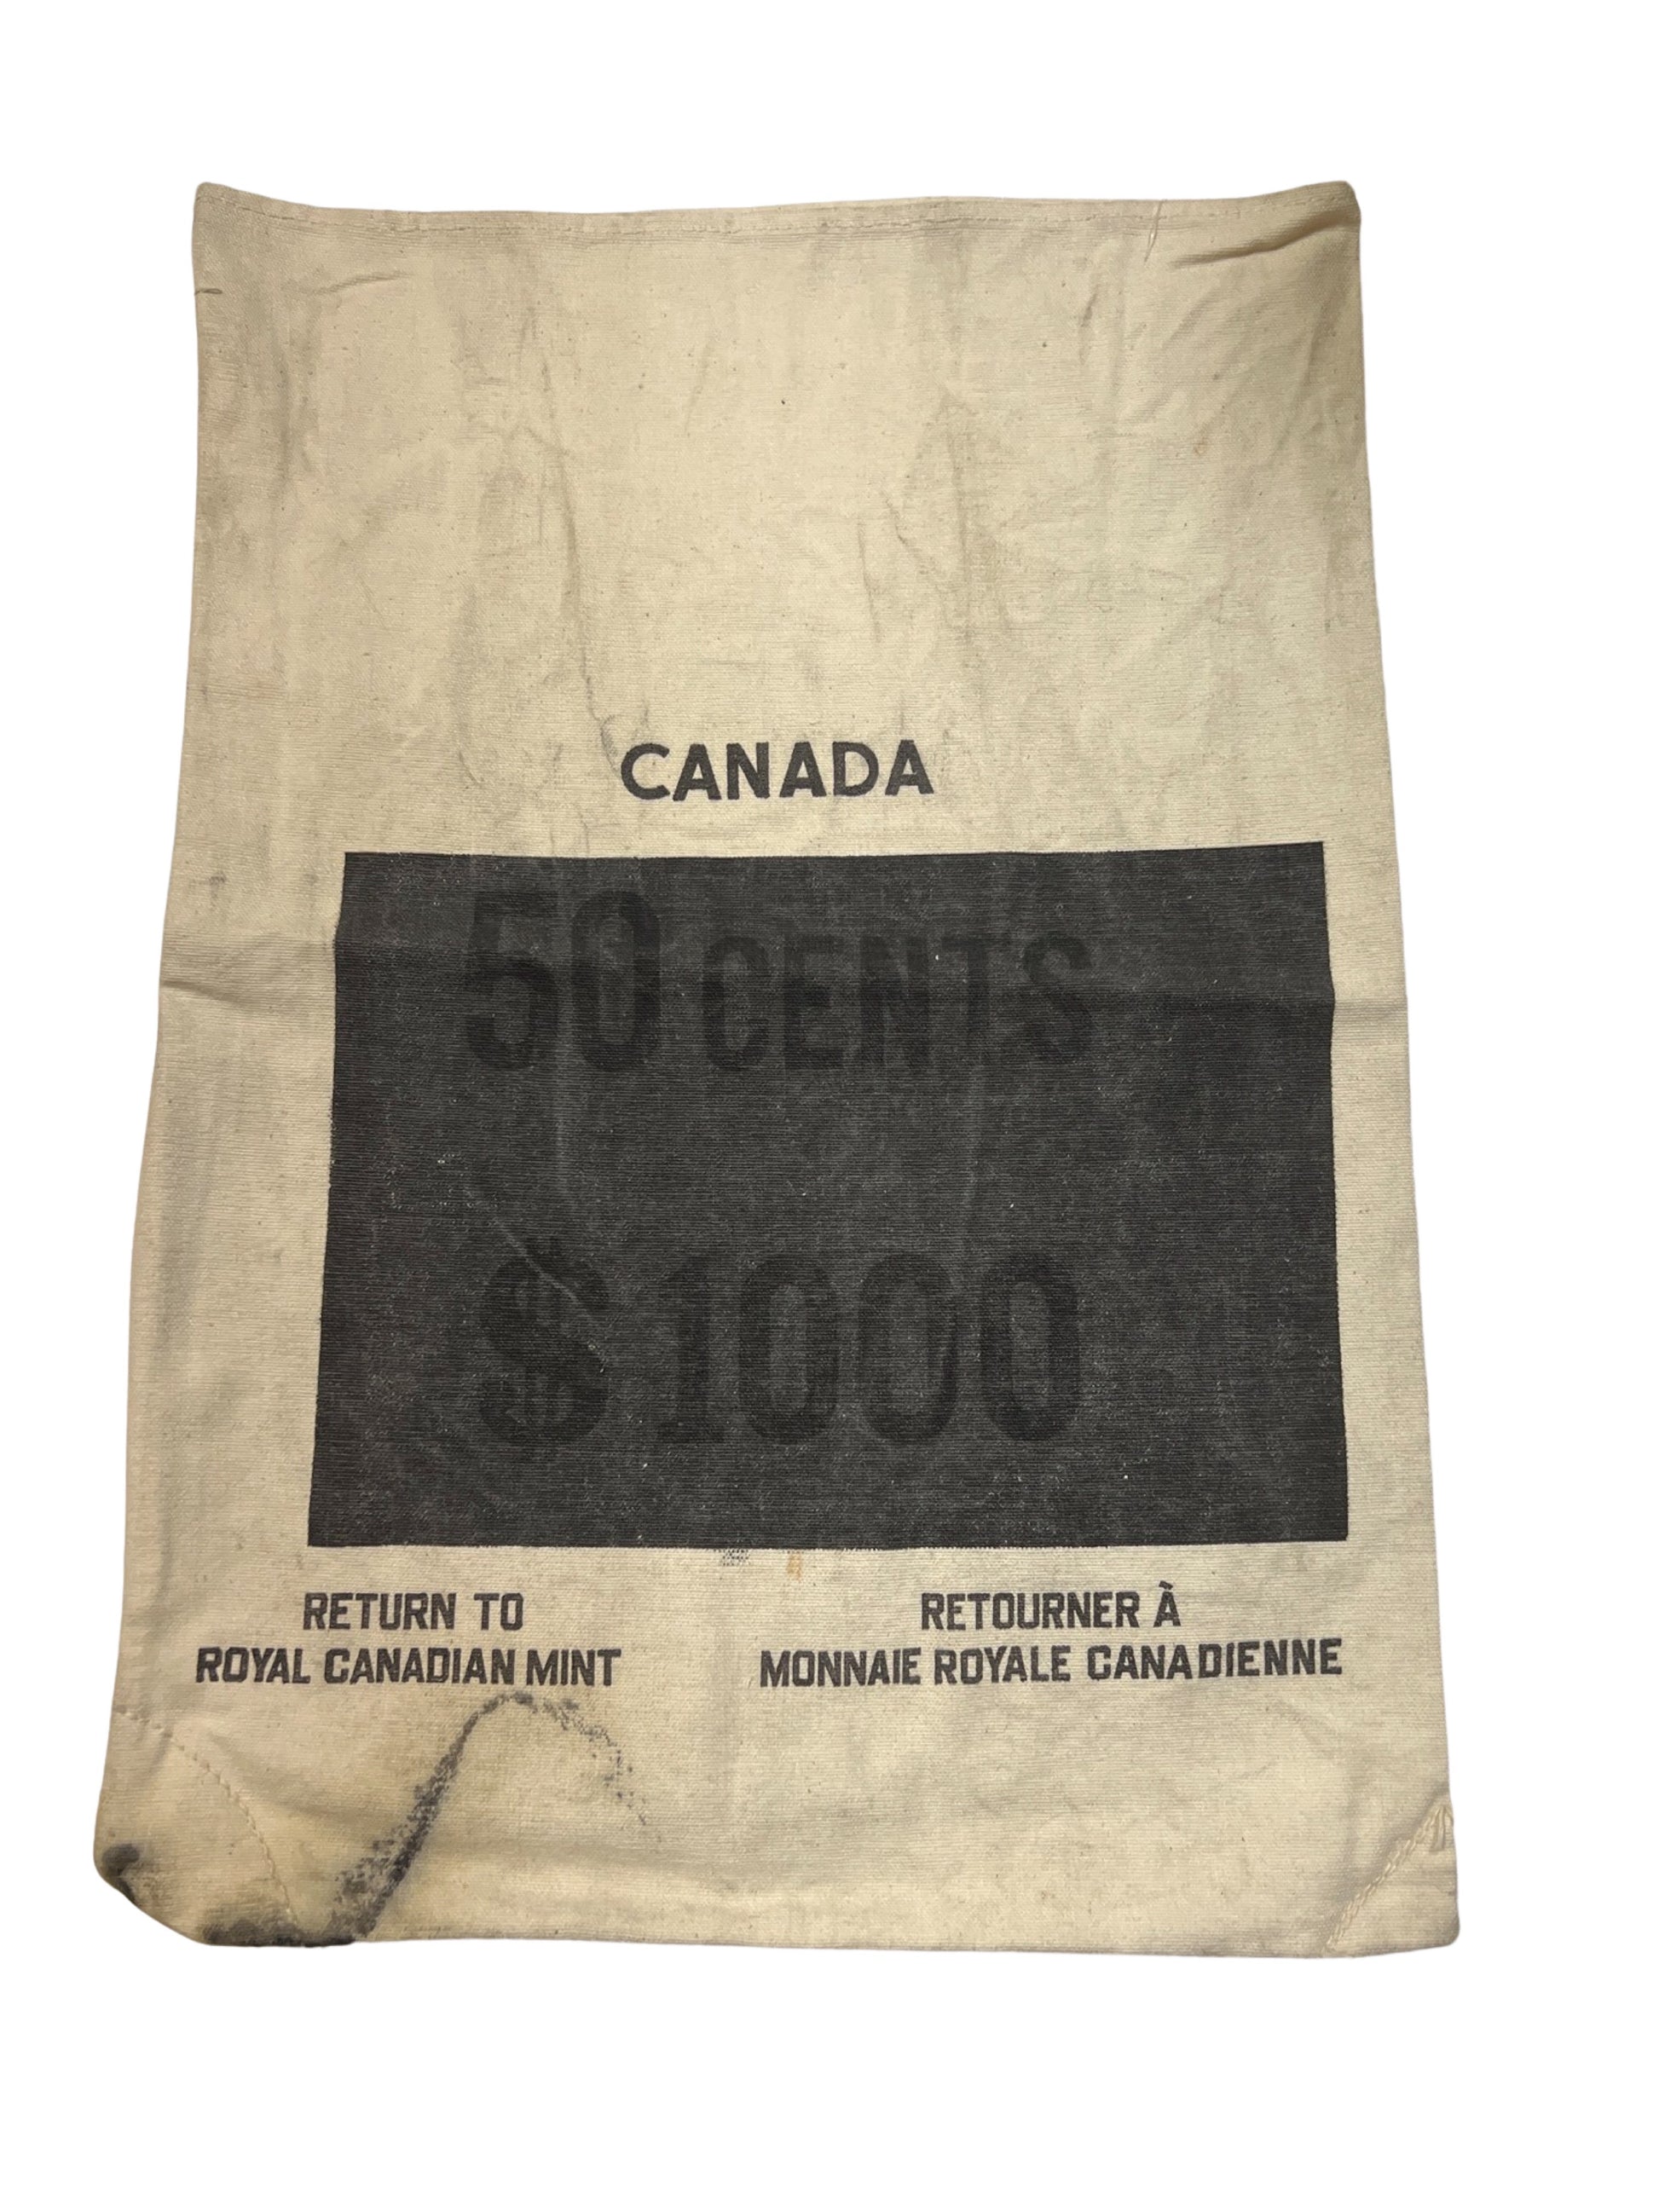 CANADA
50 CENTS
$1000
RETURN TO
ROYAL CANADIAN MINT
RETOURNER À
MONNAIE ROYALE CANADIENNE